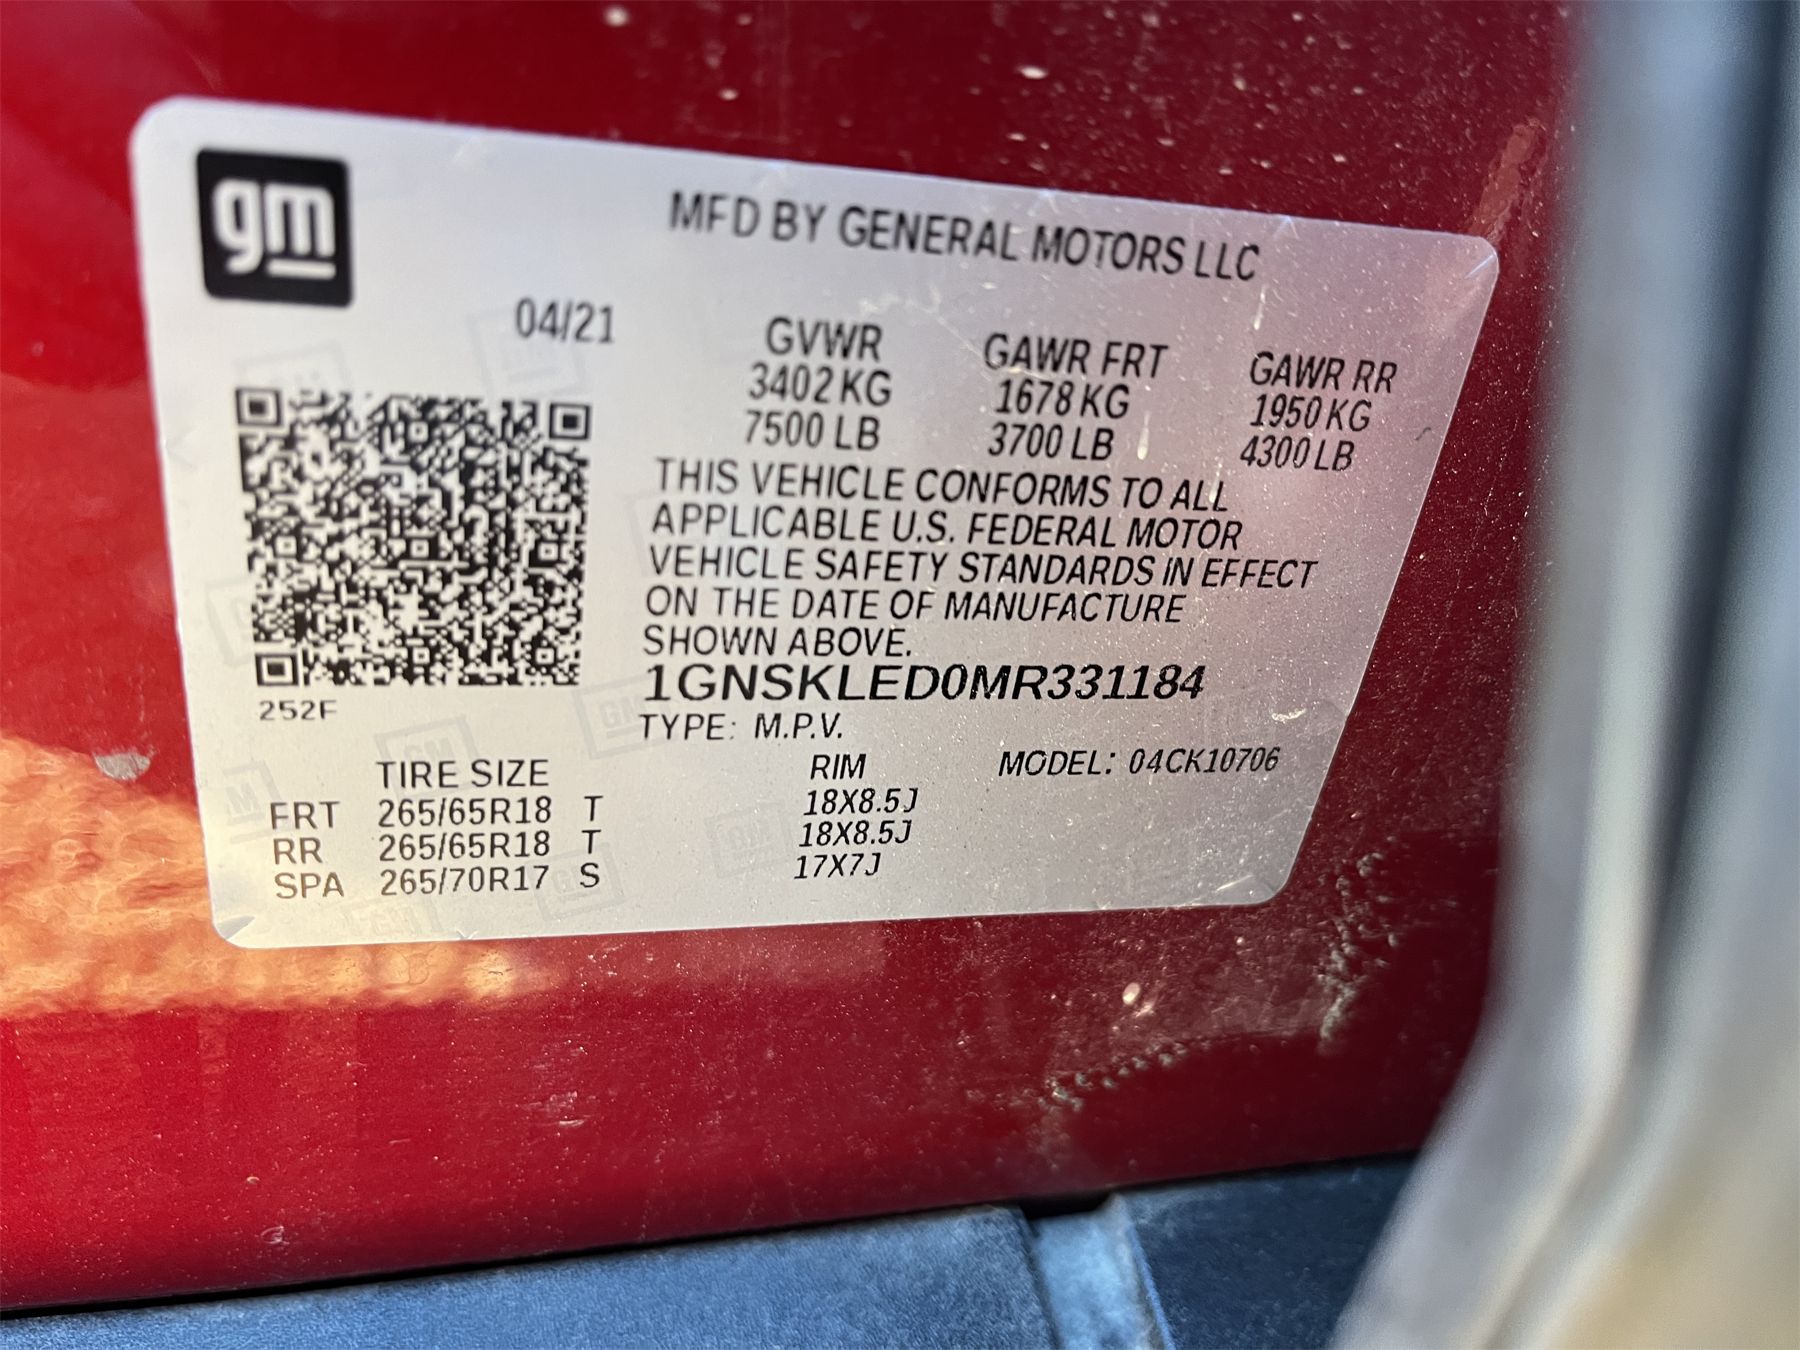 gm
MFD BY GENERAL MOTORS LLC
04/21 GVWR GAWR FRT GAWR RR
3402 KG 1678 KG 1950 KG
7500 LB 3700 LB 4300 LB
THIS VEHICLE CONFORMS TO ALL
APPLICABLE U.S. FEDERAL MOTOR
VEHICLE SAFETY STANDARDS IN EFFECT
ON THE DATE OF MANUFACTURE
SHOWN ABOVE.
1GNSKLED0MR331184
252F
TYPE: M.P.V.
TIRE SIZE RIM MODEL: 04CK10706
FRT 265/65R18 T 18X8.5J
RR 265/65R18 T 18X8.5J
SPA 265/70R17 S 17X7J